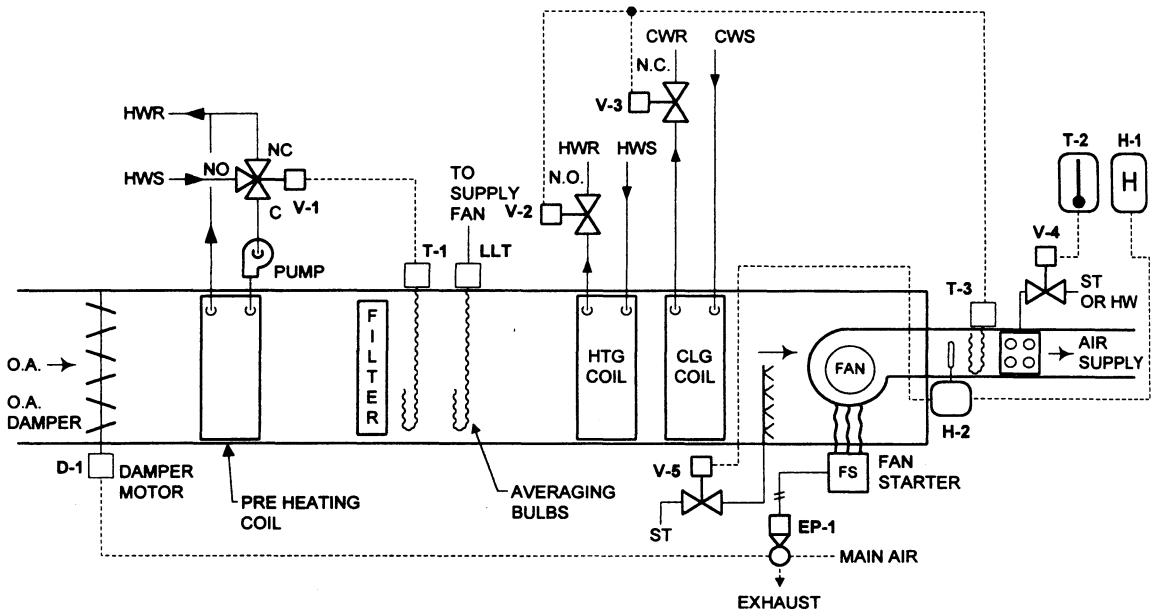 CWR
CWS
N.C.
V-3
HWR
NC
NO
HWS
V-1
C
PUMP
TO
SUPPLY
FAN
HWR
HWS
N.O.
V-2
T-2
H-1
H
V-4
T-1
LLT
T-3
ST
OR HW
O.A.
O.A.
DAMPER
FILTER
HTG
COIL
CLG
COIL
FAN
AIR
SUPPLY
H-2
D-1
DAMPER
MOTOR
PRE HEATING
COIL
AVERAGING
BULBS
V-5
ST
FS
FAN
STARTER
EP-1
MAIN AIR
EXHAUST